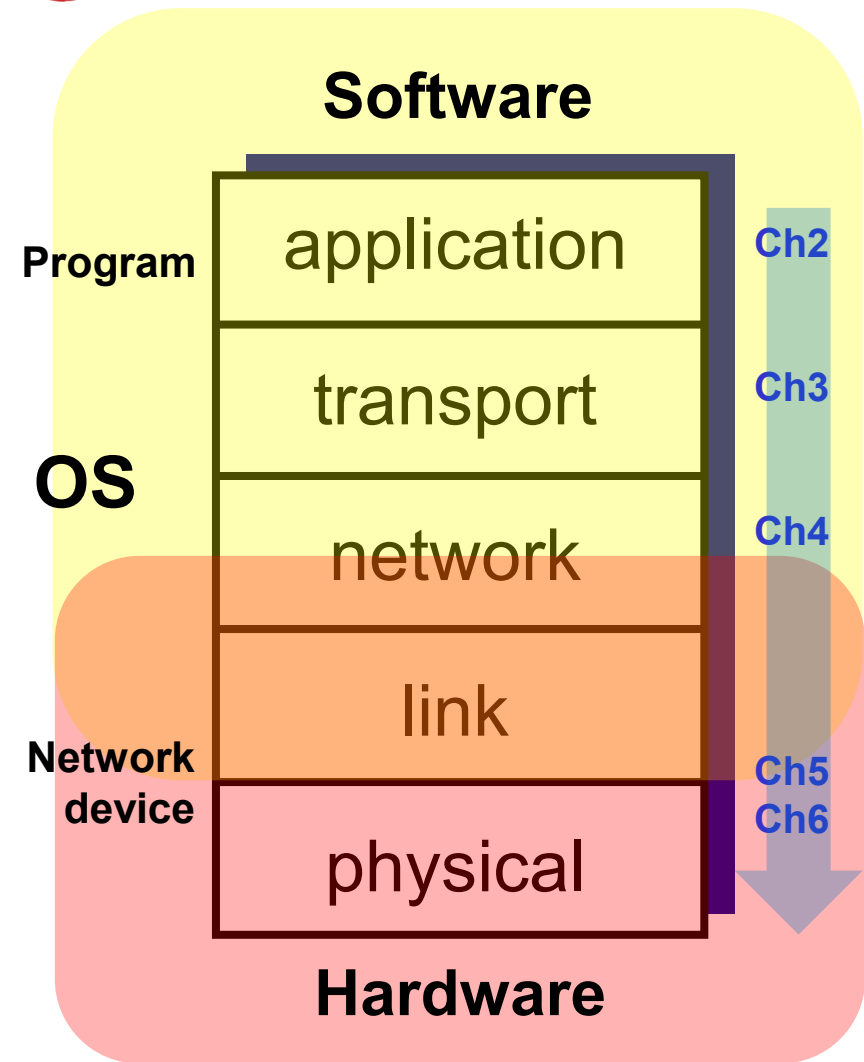 Software
Program
application
Ch2
transport
Ch3
OS
network
Ch4
link
Network
device
Ch5
Ch6
physical
Hardware